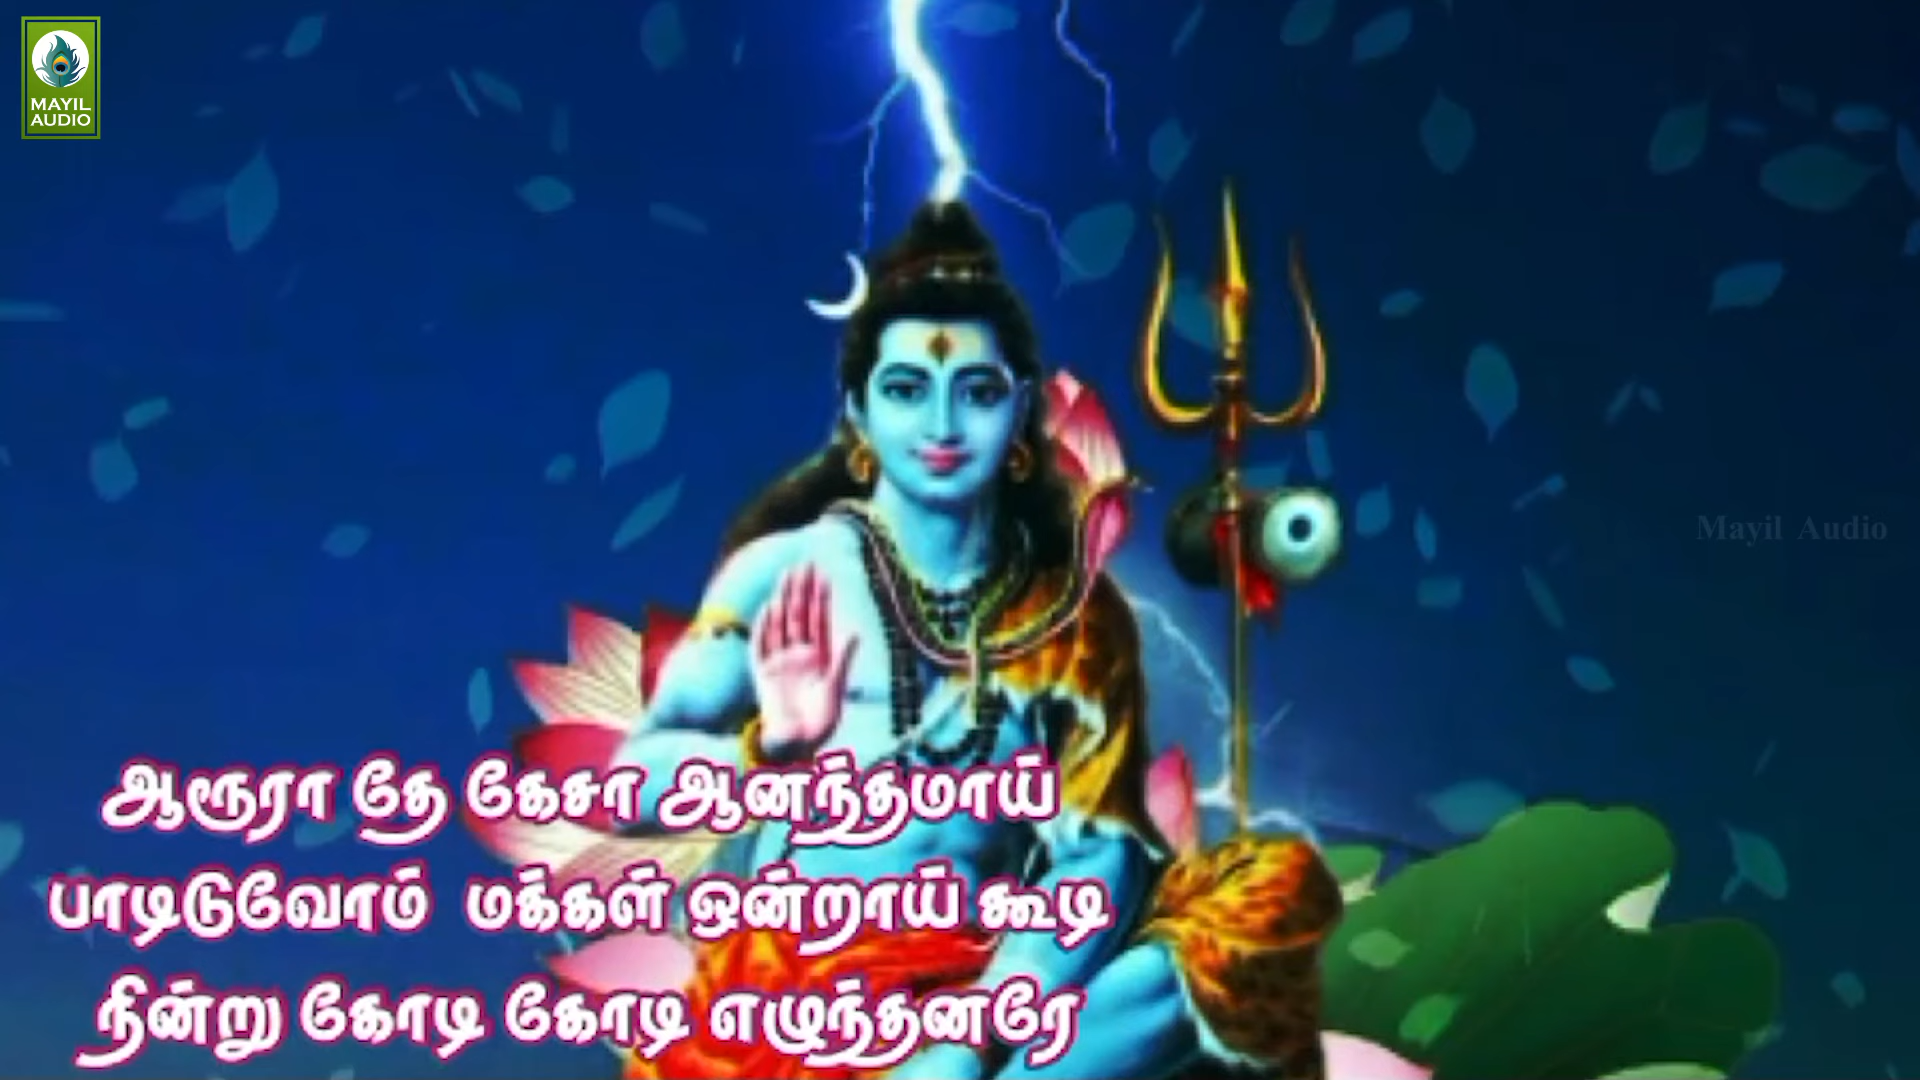 MAYIL
AUDIO
Mayil Audio
ஆரூரா தே கேசா ஆனந்தமாய்
பாடிடுவோம் மக்கள் ஒன்றாய் கூடி
நின்று கோடி கோடி எழுந்தனரே